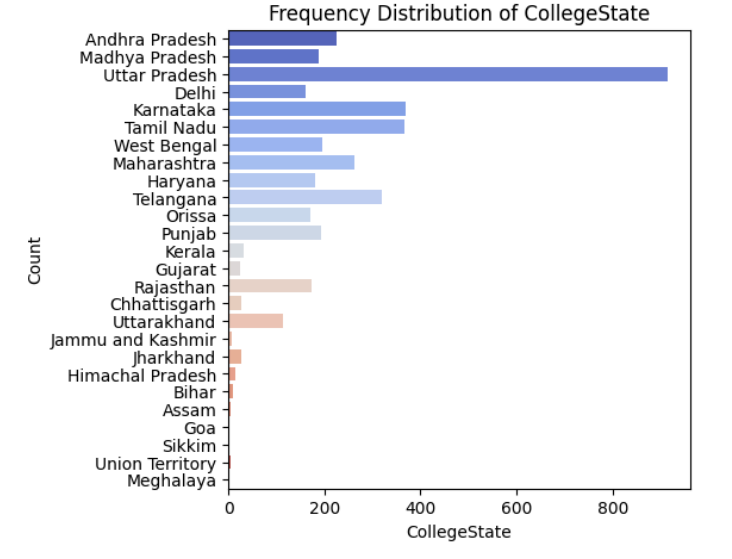 Frequency Distribution of CollegeState
Andhra Pradesh
Madhya Pradesh
Uttar Pradesh
Delhi
Karnataka
Tamil Nadu
West Bengal
Maharashtra
Haryana
Telangana
Orissa
Punjab
Kerala
Gujarat
Rajasthan
Chhattisgarh
Uttarakhand
Jammu and Kashmir
Jharkhand
Himachal Pradesh
Bihar
Assam
Goa
Sikkim
Union Territory
Meghalaya
Count
0 200 400 600 800
CollegeState